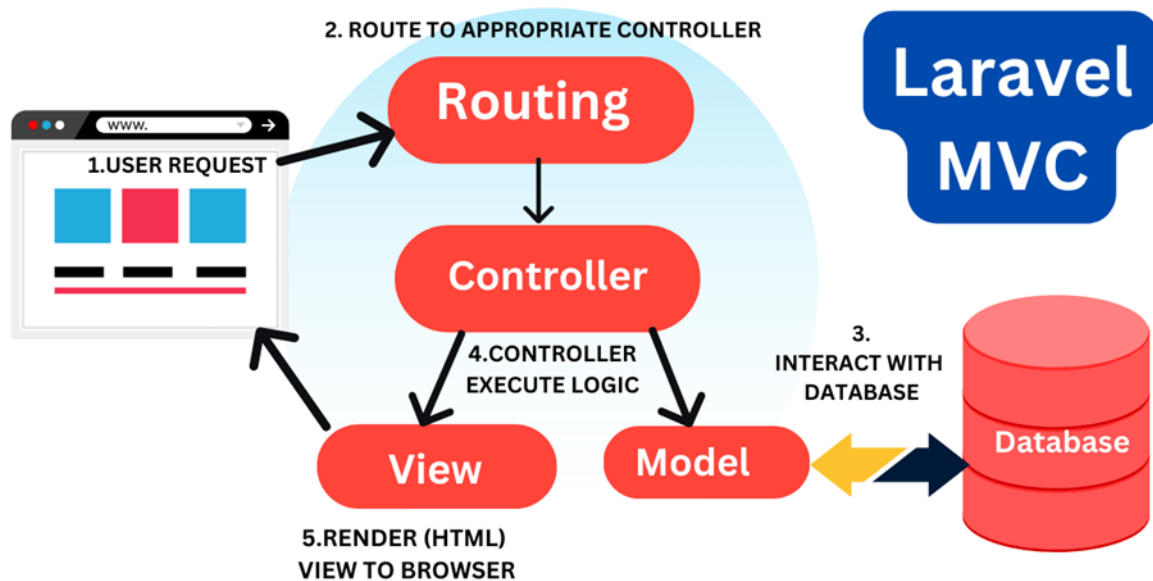 2. ROUTE TO APPROPRIATE CONTROLLER
Laravel
MVC
Routing
www.
1.USER REQUEST
Controller
4.CONTROLLER
EXECUTE LOGIC
3.
INTERACT WITH
DATABASE
View
Model
Database
5.RENDER (HTML)
VIEW TO BROWSER